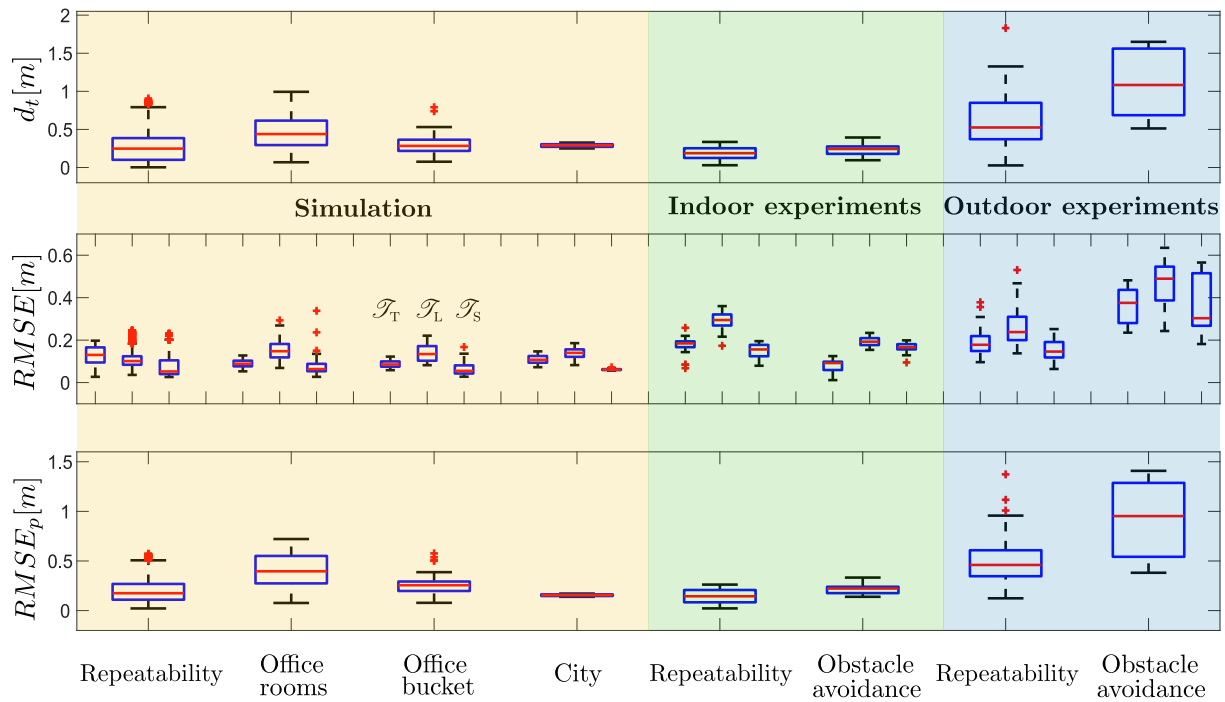 d_t[m]
2
1.5
1
0.5
0
Simulation
Indoor experiments
Outdoor experiments
RMSE[m]
0.6
0.4
0.2
0
𝒯_T 𝒯_L 𝒯_S
RMSE_p[m]
1.5
1
0.5
0
Repeatability
Office
rooms
Office
bucket
City
Repeatability
Obstacle
avoidance
Repeatability
Obstacle
avoidance